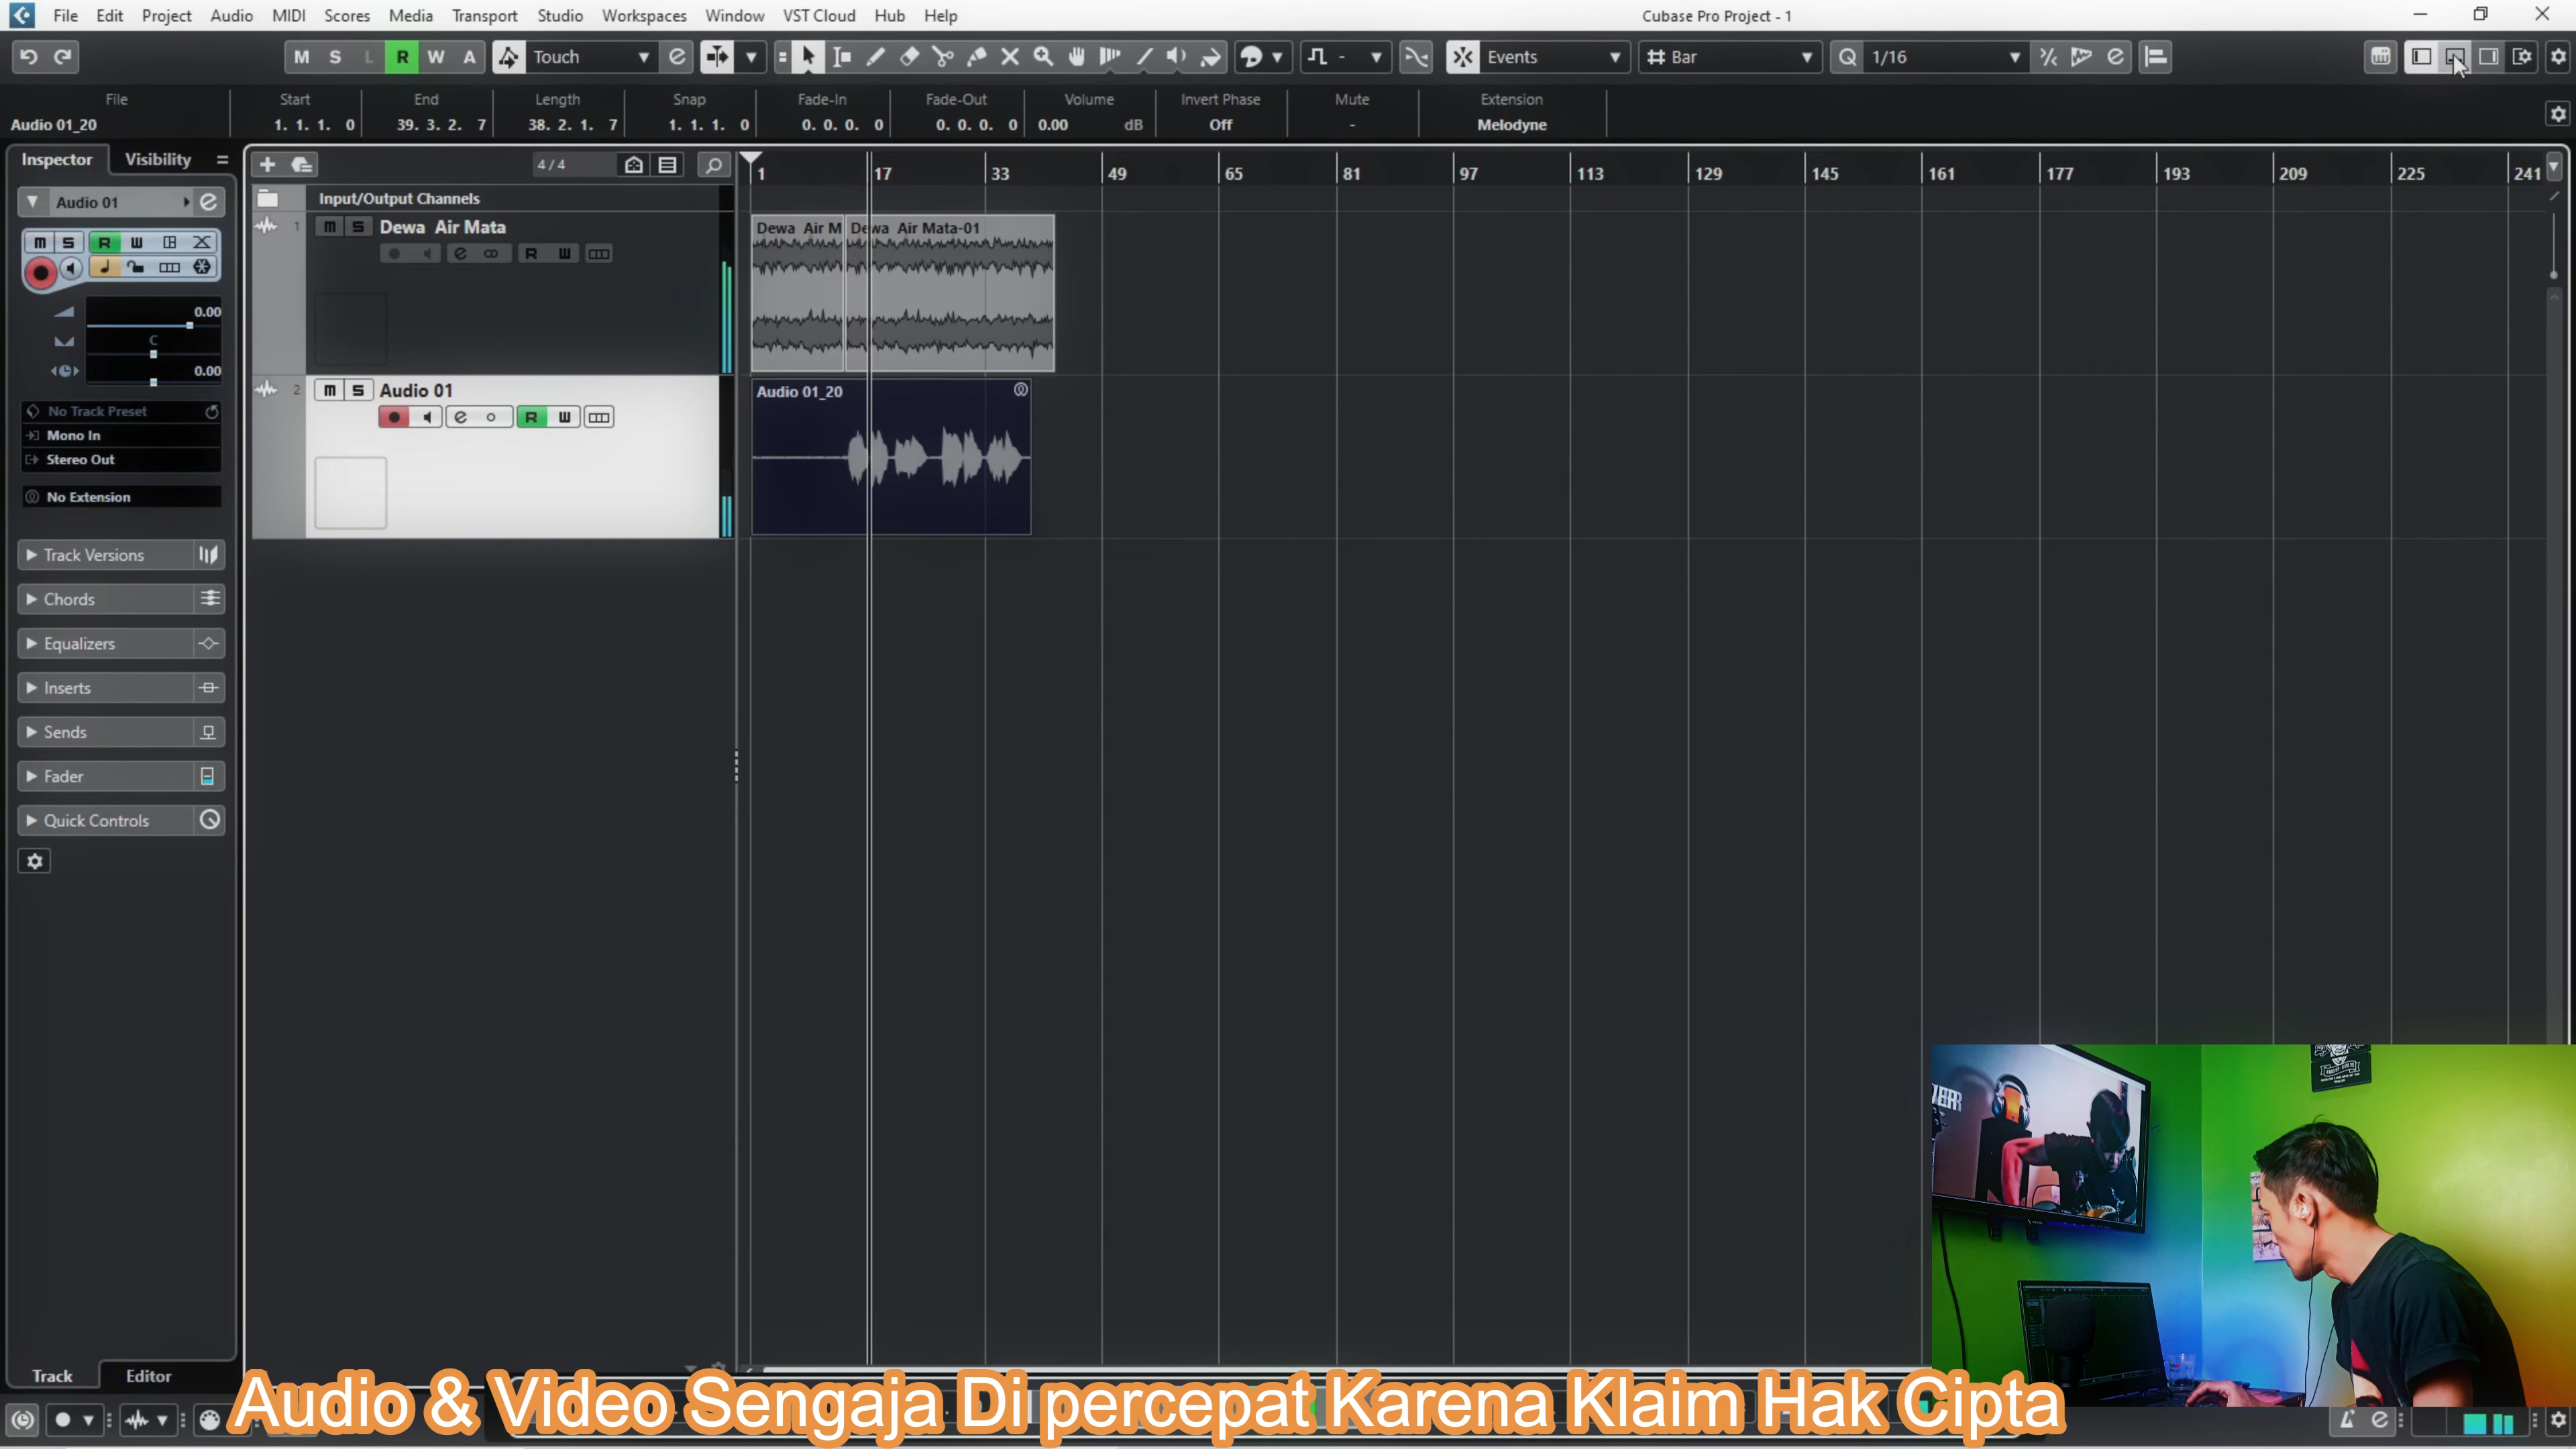 File Edit Project Audio MIDI Scores Media Transport Studio Workspaces Window VST Cloud Hub Help Cubase Pro Project - 1
M S L R W A Touch Events Bar Q 1/16
File Start End Length Snap Fade-In Fade-Out Volume Invert Phase Mute Extension
Audio 01_20 1. 1. 1. 0 39. 3. 2. 7 38. 2. 1. 7 1. 1. 1. 0 0. 0. 0. 0 0. 0. 0. 0 0.00 dB Off - Melodyne
Inspector Visibility
4/4
1 17 33 49 65 81 97 113 129 145 161 177 193 209 225 241
Audio 01
Input/Output Channels
1 M S Dewa Air Mata
R W
Dewa Air M Dewa Air Mata-01
M S R W
0.00
C
0.00
2 M S Audio 01
R W
Audio 01_20
No Track Preset
Mono In
Stereo Out
No Extension
Track Versions
Chords
Equalizers
Inserts
Sends
Fader
Quick Controls
Track Editor
Audio & Video Sengaja Di percepat Karena Klaim Hak Cipta